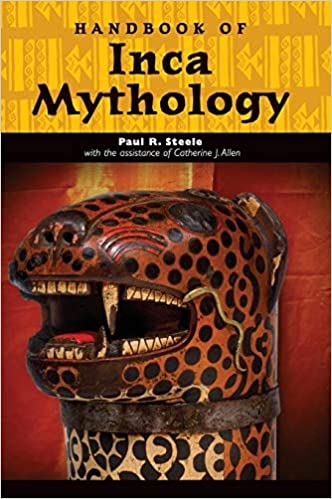 HANDBOOK OF
Inca
Mythology
Paul R. Steele
with the assistance of Catherine J. Allen